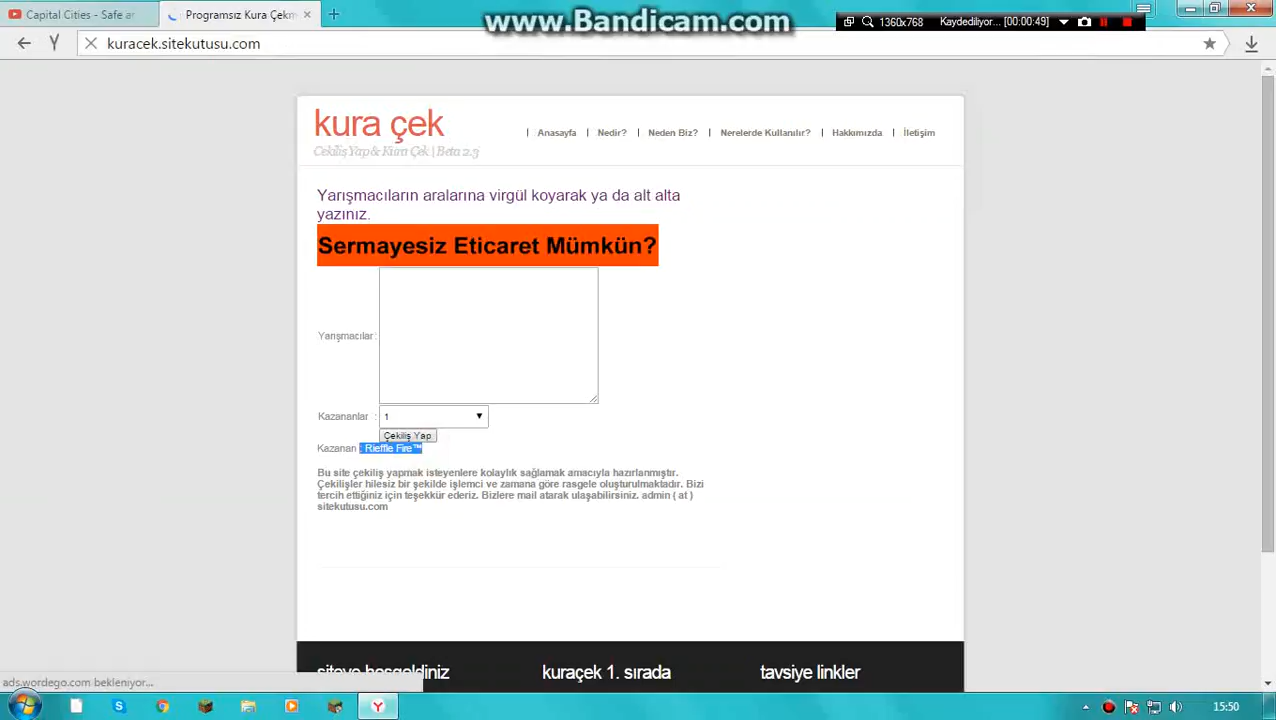 www.Bandicam.com
1360x768 Kaydediliyor... [00:00:49]
Capital Cities - Safe ar
Programsız Kura Çekm
kuracek.sitekutusu.com
kura çek
Çekiliş Yap & Kura Çek | Beta 2.3
Anasayfa | Nedir? | Neden Biz? | Nerelerde Kullanılır? | Hakkımızda | İletişim
Yarışmacıların aralarına virgül koyarak ya da alt alta
yazınız.
Sermayesiz Eticaret Mümkün?
Yarışmacılar :
Kazananlar : 1
Çekiliş Yap
Kazanan : Rieffle Fire™
Bu site çekiliş yapmak isteyenlere kolaylık sağlamak amacıyla hazırlanmıştır.
Çekilişler hilesiz bir şekilde işlemci ve zamana göre rasgele oluşturulmaktadır. Bizi
tercih ettiğiniz için teşekkür ederiz. Bizlere mail atarak ulaşabilirsiniz. admin ( at )
sitekutusu.com
siteye hoşgeldiniz
kuraçek 1. sırada
tavsiye linkler
ads.wordego.com bekleniyor...
15:50